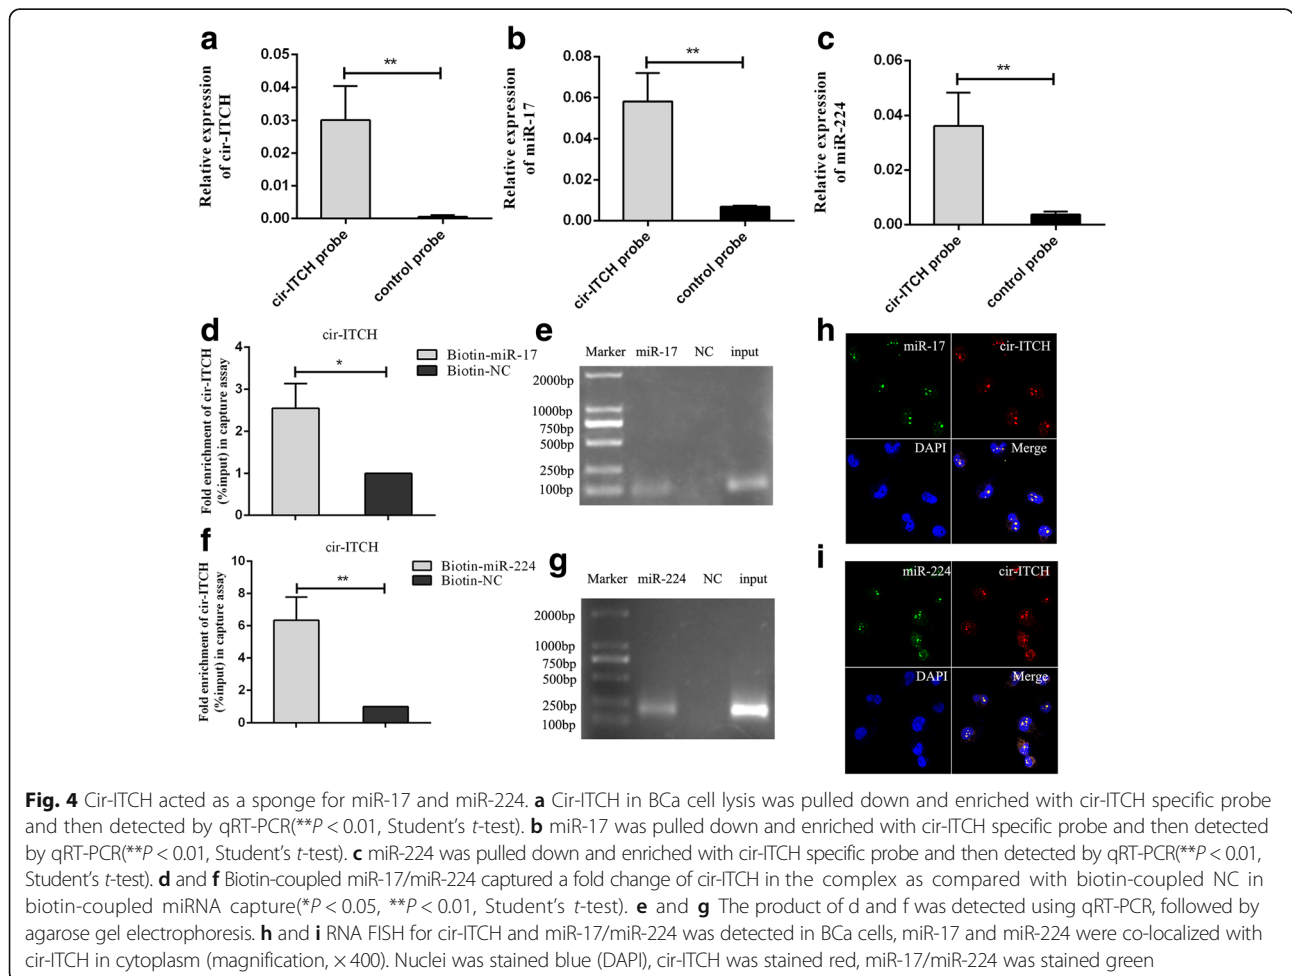 a
0.05
0.04
0.03
0.02
0.01
0.00
Relative expression
of cir-ITCH
**
cir-ITCH probe
control probe
b
0.08
0.06
0.04
0.02
0.00
Relative expression
of miR-17
**
cir-ITCH probe
control probe
c
0.06
0.04
0.02
0.00
Relative expression
of miR-224
**
cir-ITCH probe
control probe
d
cir-ITCH
4
3
2
1
0
Fold enrichment of cir-ITCH
(%input) in capture assay
*
Biotin-miR-17
Biotin-NC
e
Marker miR-17 NC input
2000bp
1000bp
750bp
500bp
250bp
100bp
f
cir-ITCH
10
8
6
4
2
0
Fold enrichment of cir-ITCH
(%input) in capture assay
**
Biotin-miR-224
Biotin-NC
g
Marker miR-224 NC input
2000bp
1000bp
750bp
500bp
250bp
100bp
h
miR-17 cir-ITCH
DAPI Merge
i
miR-224 cir-ITCH
DAPI Merge
Fig. 4 Cir-ITCH acted as a sponge for miR-17 and miR-224. a Cir-ITCH in BCa cell lysis was pulled down and enriched with cir-ITCH specific probe
and then detected by qRT-PCR(**P < 0.01, Student's t-test). b miR-17 was pulled down and enriched with cir-ITCH specific probe and then detected
by qRT-PCR(**P < 0.01, Student's t-test). c miR-224 was pulled down and enriched with cir-ITCH specific probe and then detected by qRT-PCR(**P < 0.01,
Student's t-test). d and f Biotin-coupled miR-17/miR-224 captured a fold change of cir-ITCH in the complex as compared with biotin-coupled NC in
biotin-coupled miRNA capture(*P < 0.05, **P < 0.01, Student's t-test). e and g The product of d and f was detected using qRT-PCR, followed by
agarose gel electrophoresis. h and i RNA FISH for cir-ITCH and miR-17/miR-224 was detected in BCa cells, miR-17 and miR-224 were co-localized with
cir-ITCH in cytoplasm (magnification, × 400). Nuclei was stained blue (DAPI), cir-ITCH was stained red, miR-17/miR-224 was stained green